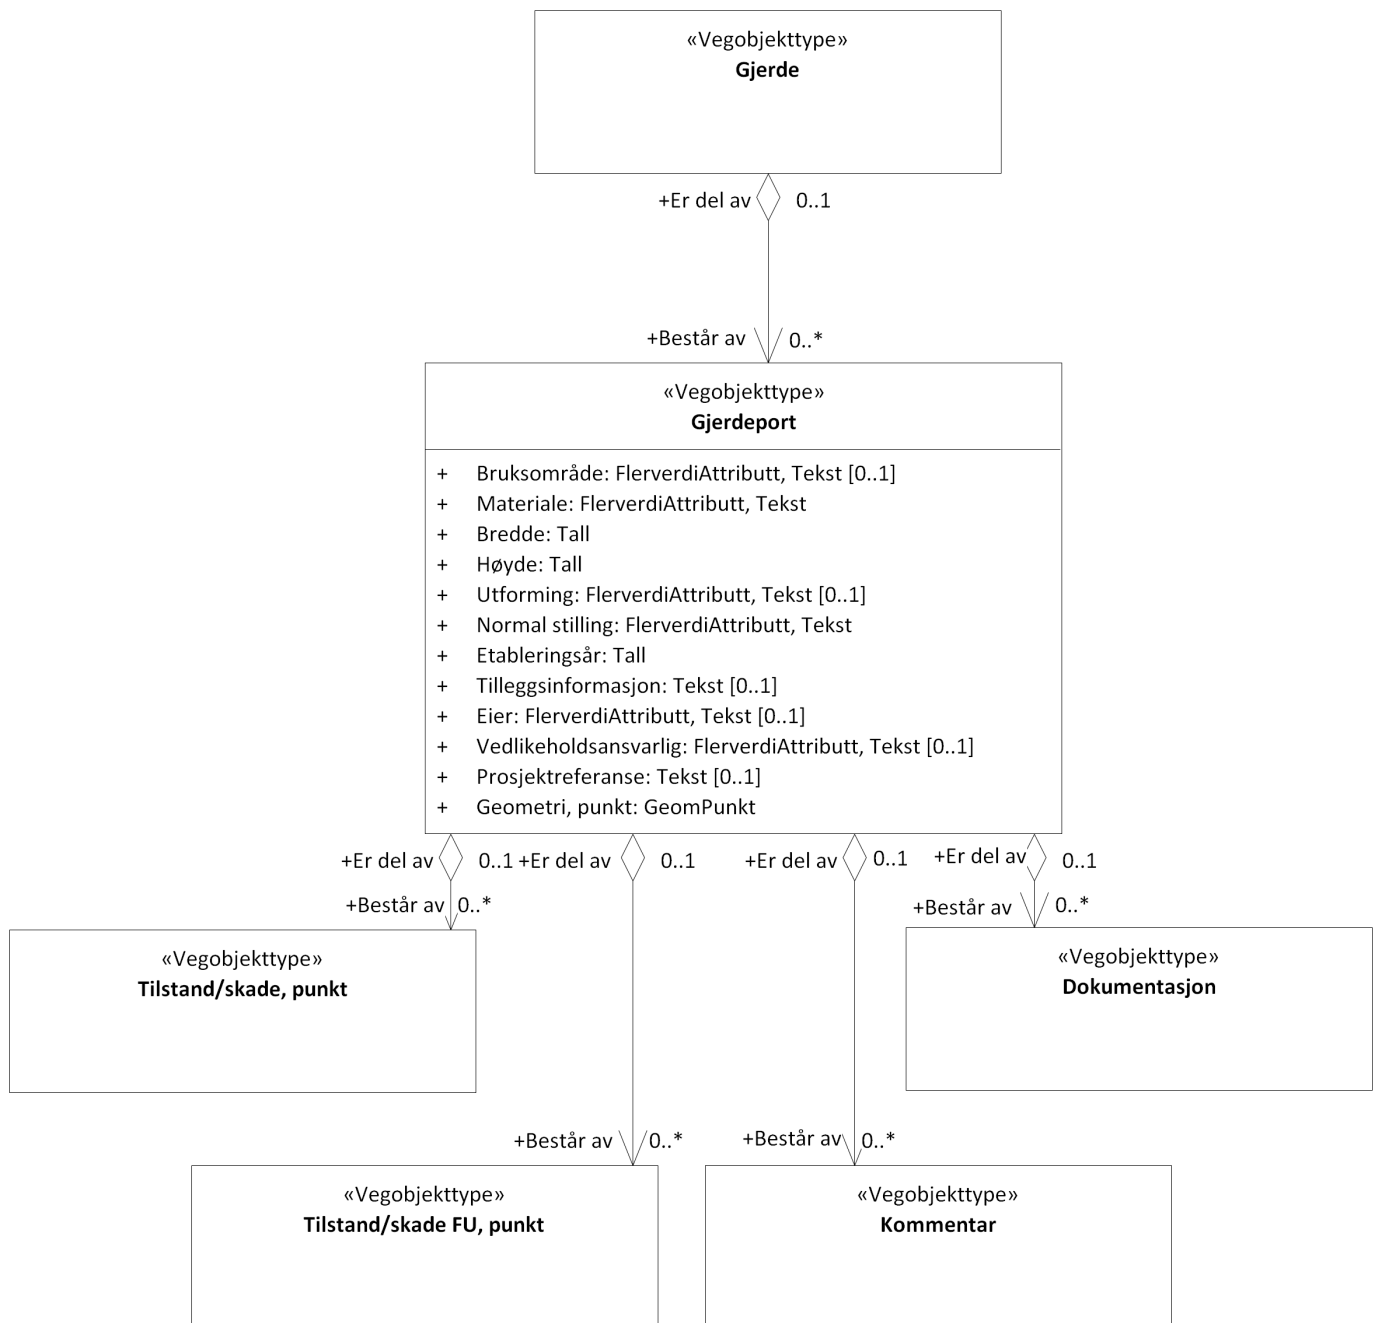 «Vegobjekttype»
Gjerde
+Er del av 0..1
+Består av 0..*
«Vegobjekttype»
Gjerdeport
+ Bruksområde: FlerverdiAttributt, Tekst [0..1]
+ Materiale: FlerverdiAttributt, Tekst
+ Bredde: Tall
+ Høyde: Tall
+ Utforming: FlerverdiAttributt, Tekst [0..1]
+ Normal stilling: FlerverdiAttributt, Tekst
+ Etableringsår: Tall
+ Tilleggsinformasjon: Tekst [0..1]
+ Eier: FlerverdiAttributt, Tekst [0..1]
+ Vedlikeholdsansvarlig: FlerverdiAttributt, Tekst [0..1]
+ Prosjektreferanse: Tekst [0..1]
+ Geometri, punkt: GeomPunkt
+Er del av 0..1 +Er del av 0..1 +Er del av 0..1 +Er del av 0..1
+Består av 0..* +Består av 0..*
«Vegobjekttype»
Tilstand/skade, punkt
«Vegobjekttype»
Dokumentasjon
+Består av 0..* +Består av 0..*
«Vegobjekttype»
Tilstand/skade FU, punkt
«Vegobjekttype»
Kommentar